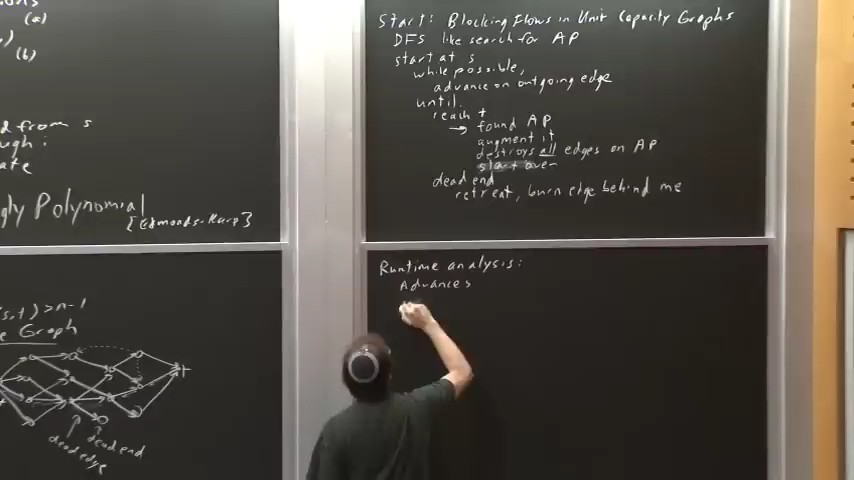 (a)
(b)
d from s
ough:
ate
gly Polynomial
{Edmonds-Karp}
s,t) > n-1
e Graph
t
dead edge
dead end
Start: Blocking Flows in Unit Capacity Graphs
DFS like search for AP
start at s
while possible,
advance on outgoing edge
until
reach t
→ found AP
augment it
destroys all edges on AP
start over
dead end
retreat, burn edge behind me
Runtime analysis:
Advances